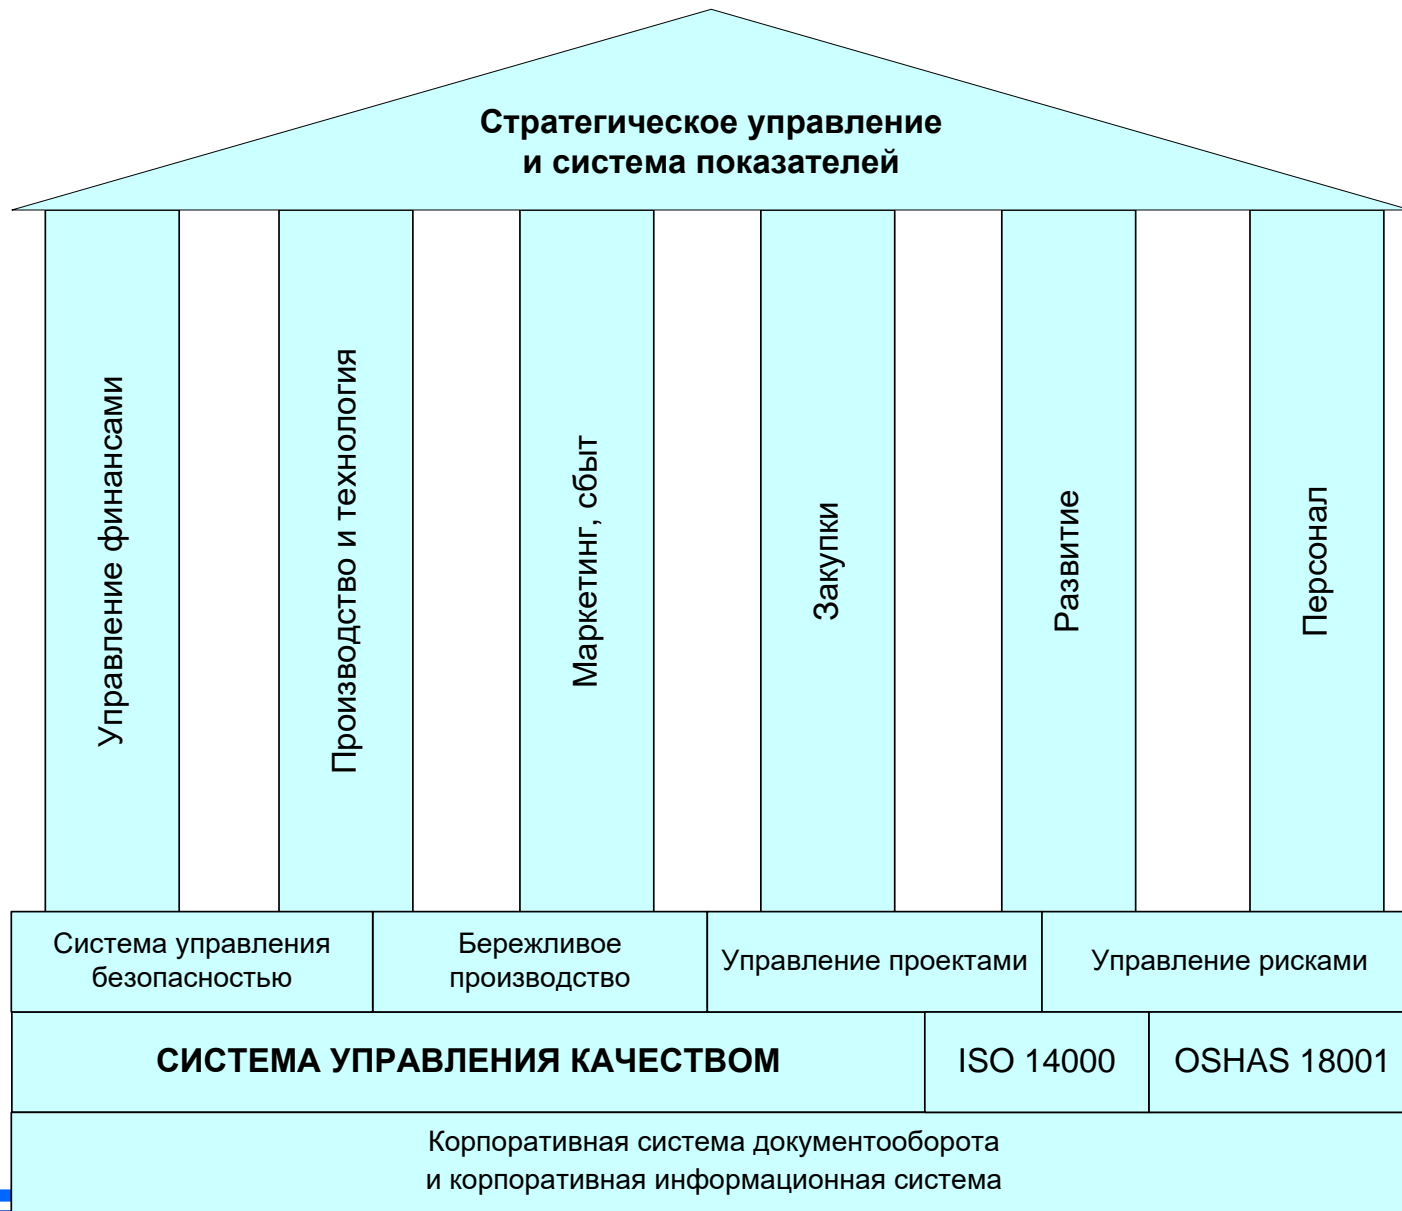 Стратегическое управление
и система показателей
Управление финансами
Производство и технология
Маркетинг, сбыт
Закупки
Развитие
Персонал
Система управления
безопасностью
Бережливое
производство
Управление проектами
Управление рисками
СИСТЕМА УПРАВЛЕНИЯ КАЧЕСТВОМ
ISO 14000
OSHAS 18001
Корпоративная система документооборота
и корпоративная информационная система